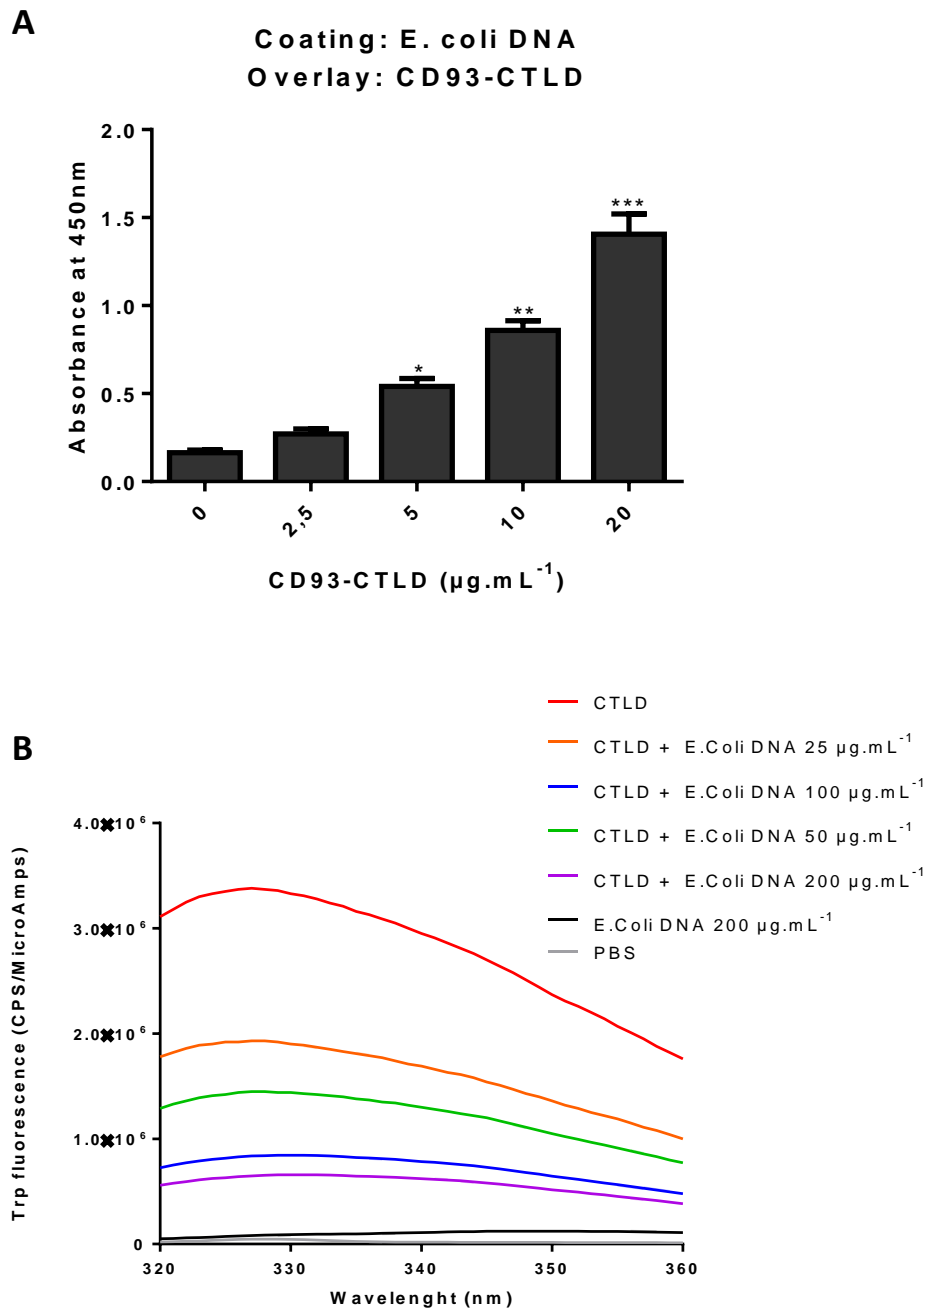 A
Coating: E. coli DNA
Overlay: CD93-CTLD
2.0
1.5
1.0
0.5
0.0
Absorbance at 450nm
*
**
***
0
2,5
5
10
20
CD93-CTLD (µg.mL⁻¹)
B
CTLD
CTLD + E.Coli DNA 25 µg.mL⁻¹
CTLD + E.Coli DNA 100 µg.mL⁻¹
CTLD + E.Coli DNA 50 µg.mL⁻¹
CTLD + E.Coli DNA 200 µg.mL⁻¹
E.Coli DNA 200 µg.mL⁻¹
PBS
4.0✖10⁶
3.0✖10⁶
2.0✖10⁶
1.0✖10⁶
0
Trp fluorescence (CPS/MicroAmps)
320
330
340
350
360
Wavelenght (nm)